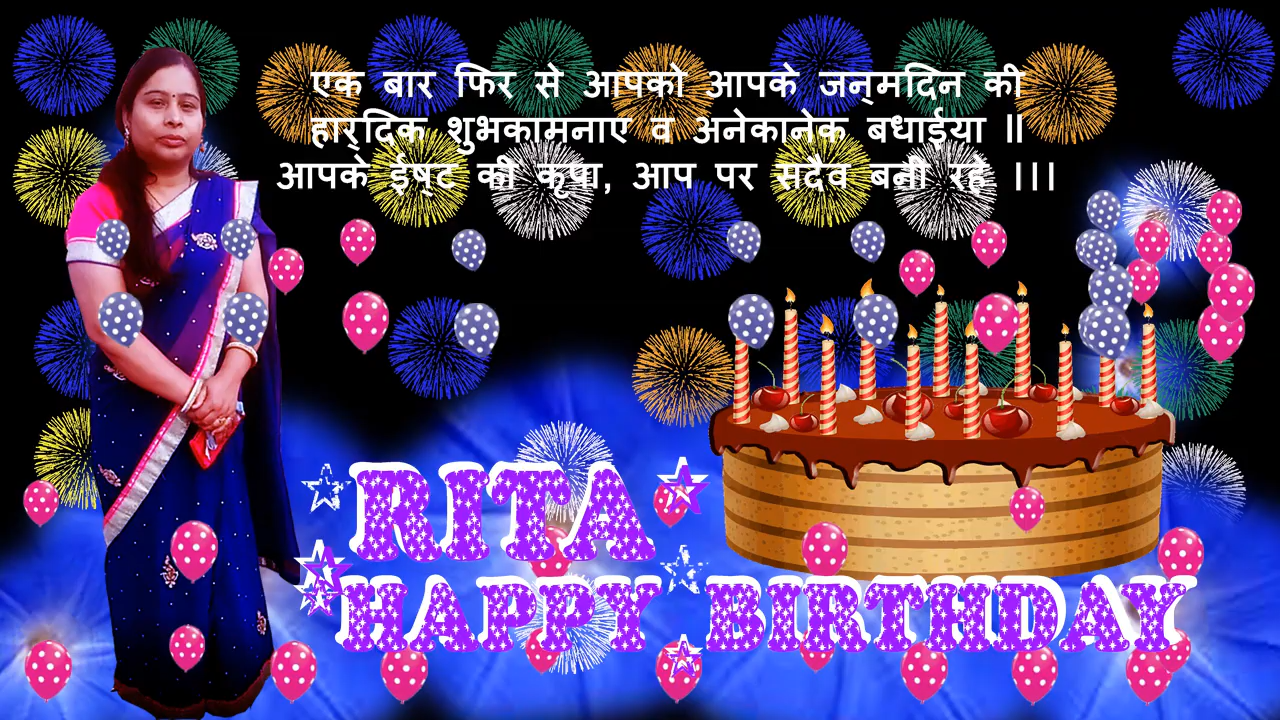 एक बार फिर से आपको आपके जन्मदिन की
हार्दिक शुभकामनाए व अनेकानेक बधाईया ॥
आपके ईष्ट की कृपा, आप पर सदैव बनी रहे ।।।
RITA
HAPPY BIRTHDAY